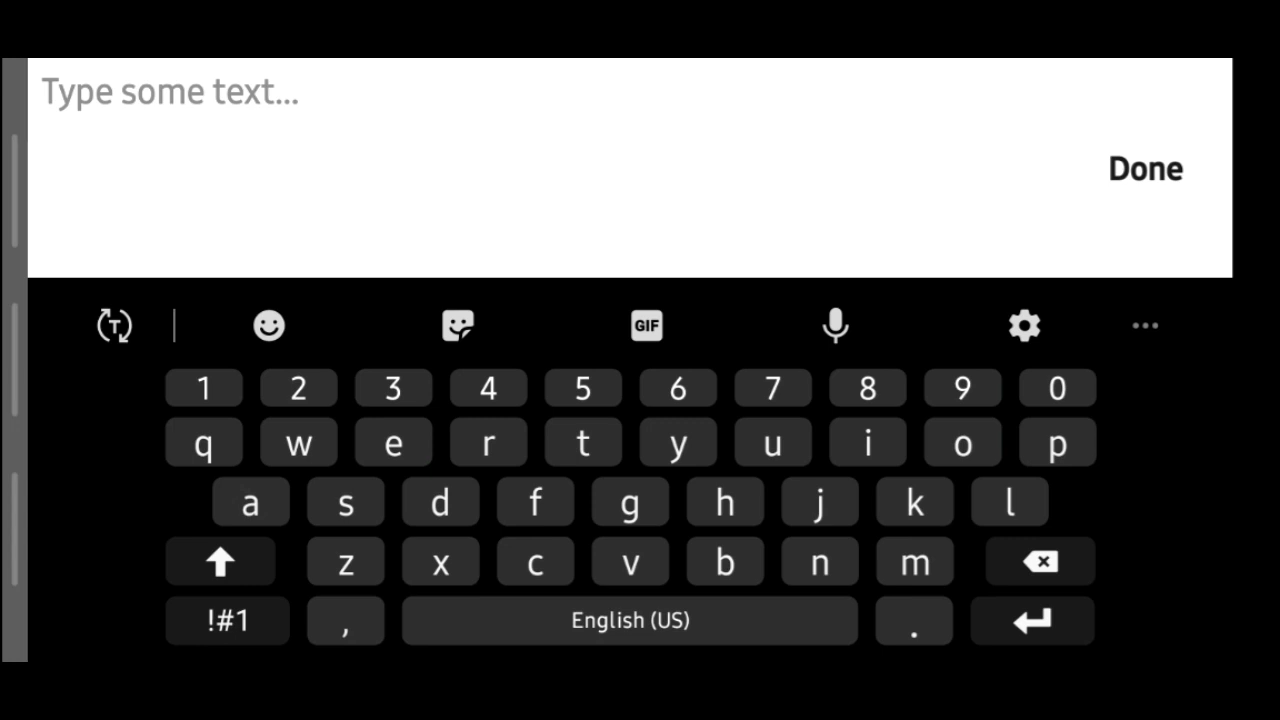 Type some text...
Done
T
GIF
1 2 3 4 5 6 7 8 9 0
q w e r t y u i o p
a s d f g h j k l
z x c v b n m
!#1 , English (US) .